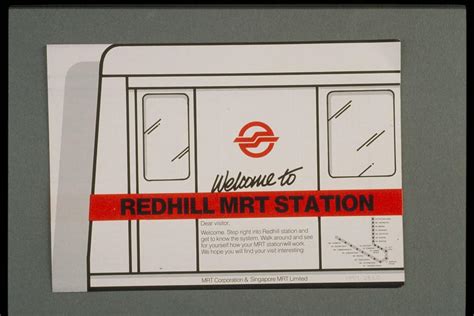 Welcome to
REDHILL MRT STATION
Dear visitor,
Welcome. Step right into Redhill station and
get to know the system. Walk around and see
for yourself how your MRT station will work.
We hope you will find your visit interesting.
MRT Corporation & Singapore MRT Limited